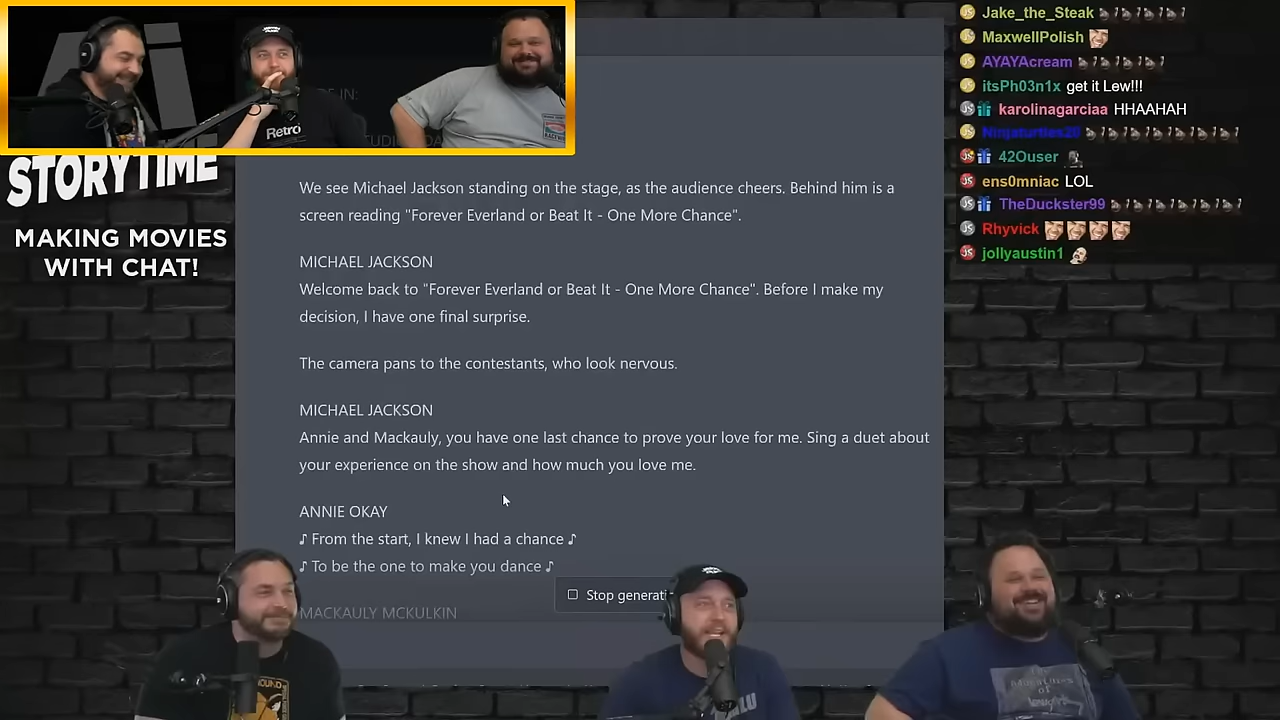 Ai
Retro
STORYTIME
MAKING MOVIES
WITH CHAT!
We see Michael Jackson standing on the stage, as the audience cheers. Behind him is a
screen reading "Forever Everland or Beat It - One More Chance".
MICHAEL JACKSON
Welcome back to "Forever Everland or Beat It - One More Chance". Before I make my
decision, I have one final surprise.
The camera pans to the contestants, who look nervous.
MICHAEL JACKSON
Annie and Mackauly, you have one last chance to prove your love for me. Sing a duet about
your experience on the show and how much you love me.
ANNIE OKAY
♪ From the start, I knew I had a chance ♪
♪ To be the one to make you dance ♪
Stop generati
MACKAULY MCKULKIN
Jake_the_Steak
MaxwellPolish
AYAYAcream
itsPh03n1x get it Lew!!!
karolinagarciaa HHAAHAH
Ninjaturtles26
42Ouser
ens0mniac LOL
TheDuckster99
Rhyvick
jollyaustin1